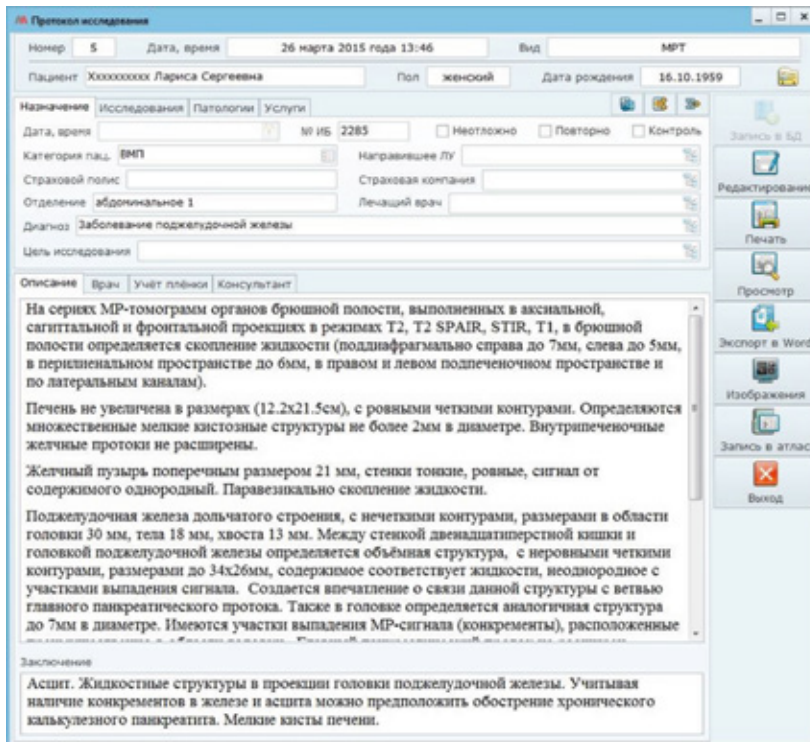 Протокол исследования
Номер 5 Дата, время 26 марта 2015 года 13:46 Вид МРТ
Пациент Xxxxxxxxxx Лариса Сергеевна Пол женский Дата рождения 16.10.1959
Назначение Исследования Патологии Услуги
Дата, время № ИБ 2285 Неотложно Повторно Контроль
Категория пац. ВМП Направившее ЛУ
Страховой полис Страховая компания
Отделение абдоминальное 1 Лечащий врач
Диагноз Заболевание поджелудочной железы
Цель исследования
Запись в БД
Редактирование
Печать
Просмотр
Экспорт в Word
Изображения
Запись в атлас
Выход
Описание Врач Учёт плёнки Консультант
На сериях МР-томограмм органов брюшной полости, выполненных в аксиальной,
сагиттальной и фронтальной проекциях в режимах T2, T2 SPAIR, STIR, T1, в брюшной
полости определяется скопление жидкости (поддиафрагмально справа до 7мм, слева до 5мм,
в перилиенальном пространстве до 6мм, в правом и левом подпеченочном пространстве и
по латеральным каналам).
Печень не увеличена в размерах (12.2х21.5см), с ровными четкими контурами. Определяются
множественные мелкие кистозные структуры не более 2мм в диаметре. Внутрипеченочные
желчные протоки не расширены.
Желчный пузырь поперечным размером 21 мм, стенки тонкие, ровные, сигнал от
содержимого однородный. Паравезикально скопление жидкости.
Поджелудочная железа дольчатого строения, с нечеткими контурами, размерами в области
головки 30 мм, тела 18 мм, хвоста 13 мм. Между стенкой двенадцатиперстной кишки и
головкой поджелудочной железы определяется объёмная структура, с неровными четкими
контурами, размерами до 34х26мм, содержимое соответствует жидкости, неоднородное с
участками выпадения сигнала. Создается впечатление о связи данной структуры с ветвью
главного панкреатического протока. Также в головке определяется аналогичная структура
до 7мм в диаметре. Имеются участки выпадения МР-сигнала (конкременты), расположенные
Заключение
Асцит. Жидкостные структуры в проекции головки поджелудочной железы. Учитывая
наличие конкрементов в железе и асцита можно предположить обострение хронического
калькулезного панкреатита. Мелкие кисты печени.